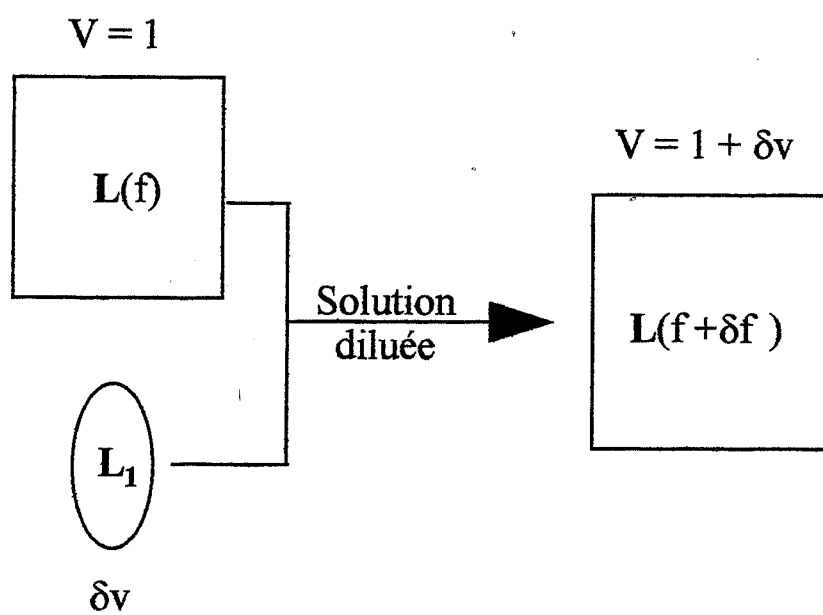 V = 1
L(f)
V = 1 + δv
Solution
diluée
L(f+δf )
L₁
δv